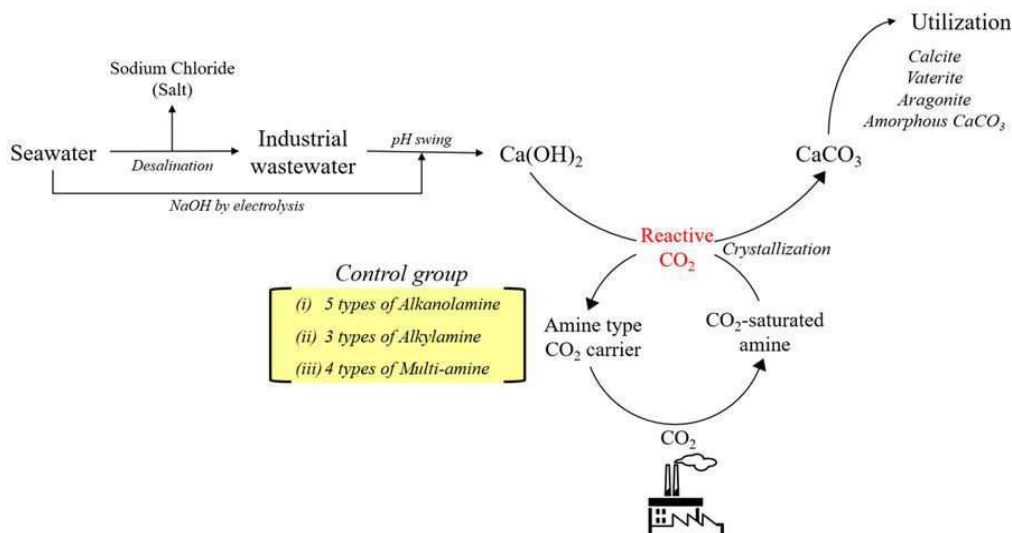 Utilization
Calcite
Vaterite
Aragonite
Amorphous CaCO₃
Sodium Chloride
(Salt)
Seawater
Desalination
Industrial
wastewater
pH swing
Ca(OH)₂
CaCO₃
NaOH by electrolysis
Reactive
CO₂
Crystallization
Control group
(i) 5 types of Alkanolamine
(ii) 3 types of Alkylamine
(iii) 4 types of Multi-amine
Amine type
CO₂ carrier
CO₂-saturated
amine
CO₂